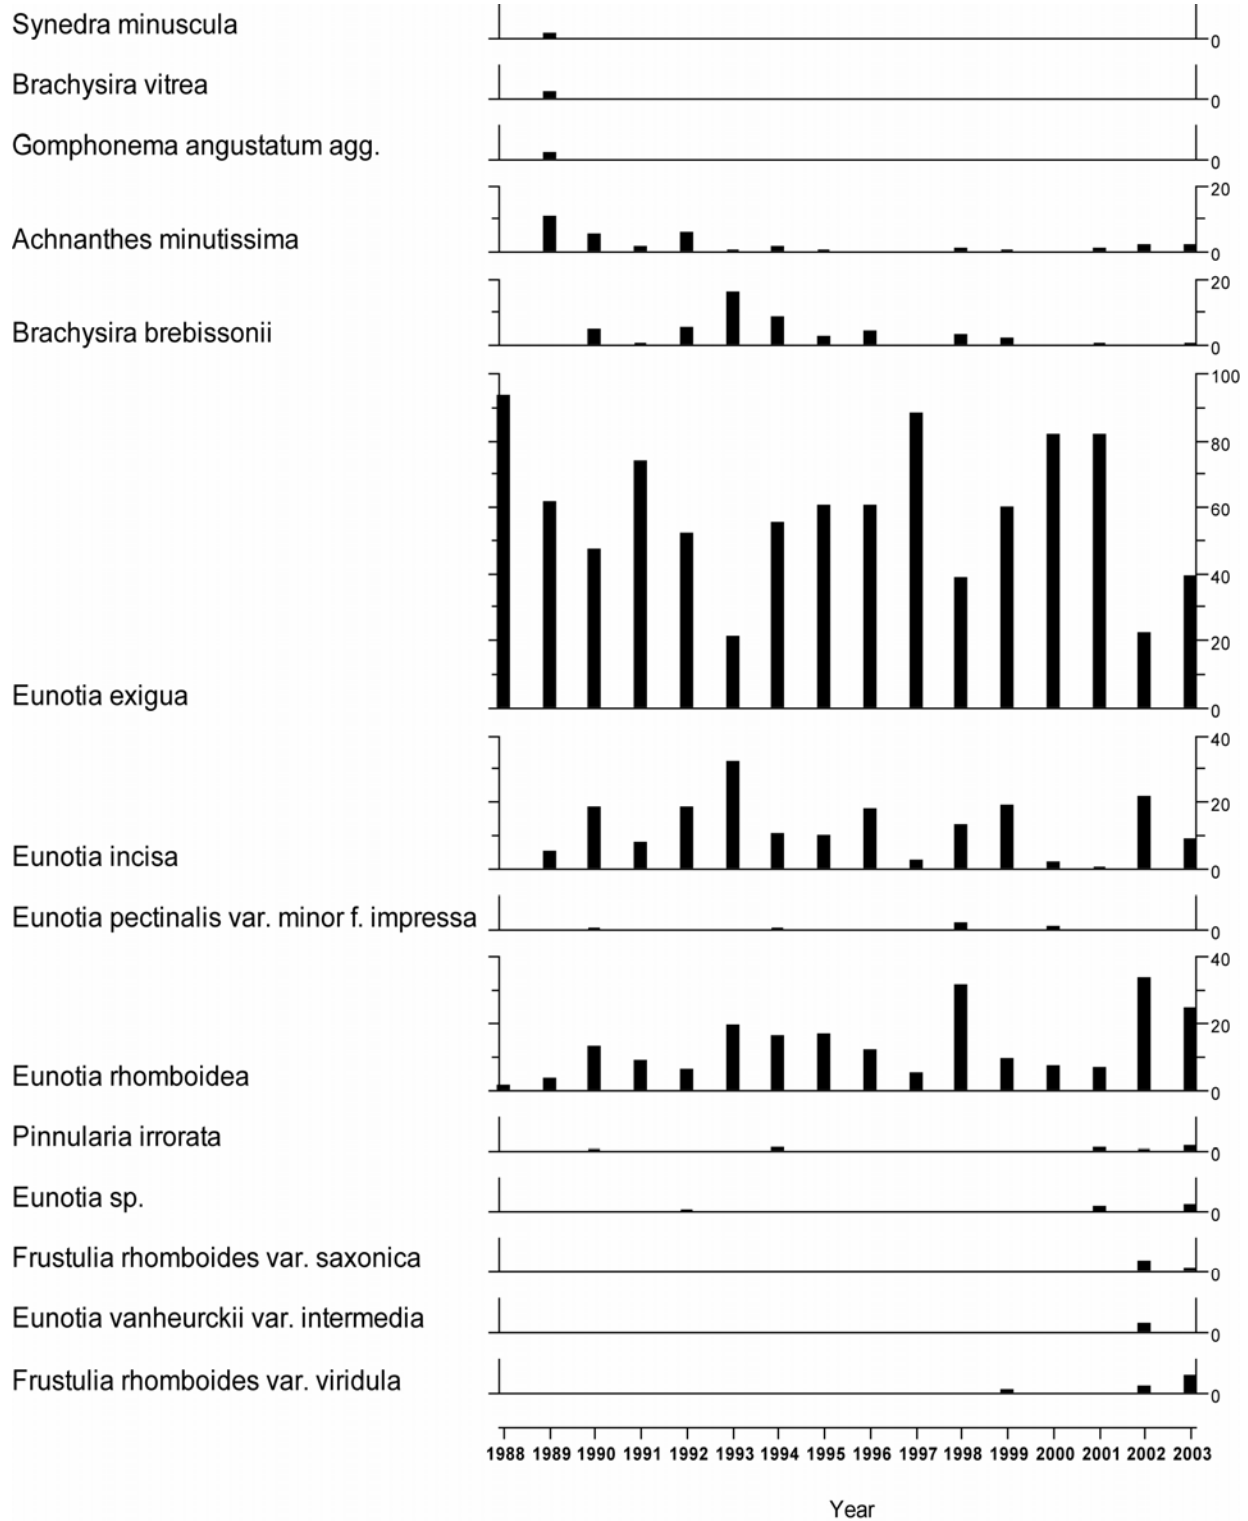 Synedra minuscula
0
Brachysira vitrea
0
Gomphonema angustatum agg.
0
20
Achnanthes minutissima
0
20
Brachysira brebissonii
0
100
80
60
40
20
Eunotia exigua
0
40
20
Eunotia incisa
0
Eunotia pectinalis var. minor f. impressa
0
40
20
Eunotia rhomboidea
0
Pinnularia irrorata
0
Eunotia sp.
0
Frustulia rhomboides var. saxonica
0
Eunotia vanheurckii var. intermedia
0
Frustulia rhomboides var. viridula
0
1988 1989 1990 1991 1992 1993 1994 1995 1996 1997 1998 1999 2000 2001 2002 2003
Year